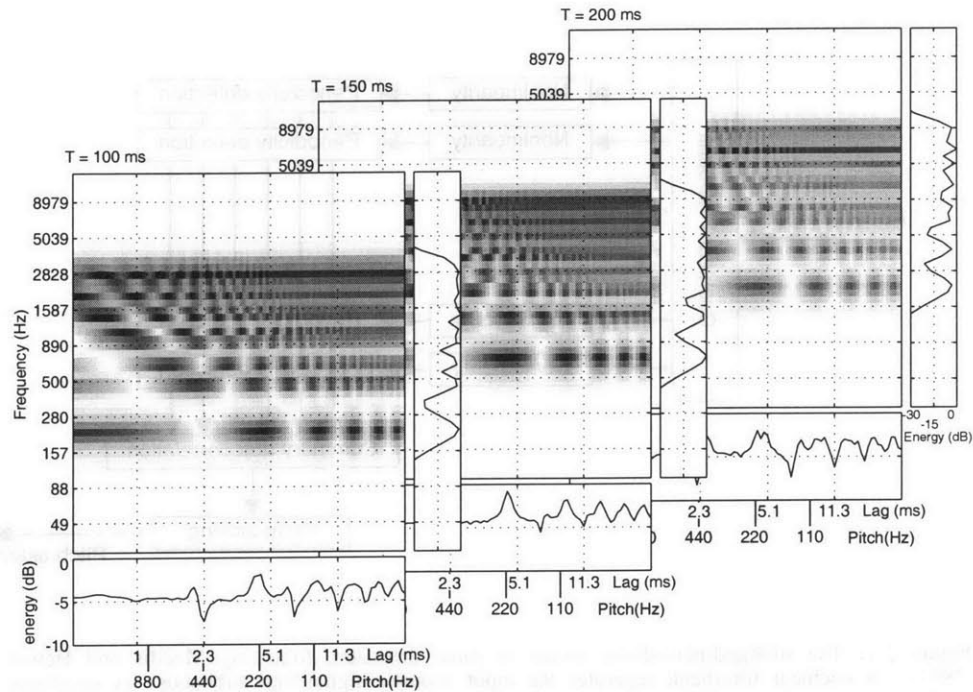 T = 200 ms
8979
5039
T = 150 ms
8979
5039
T = 100 ms
8979
5039
2828
1587
890
500
280
157
88
49
Frequency (Hz)
-30 0
-15
Energy (dB)
2.3 5.1 11.3 Lag (ms)
440 220 110 Pitch(Hz)
2.3 5.1 11.3 Lag (ms)
440 220 110 Pitch(Hz)
0
-5
-10
energy (dB)
2.3 5.1 11.3 Lag (ms)
880 440 220 110 Pitch(Hz)